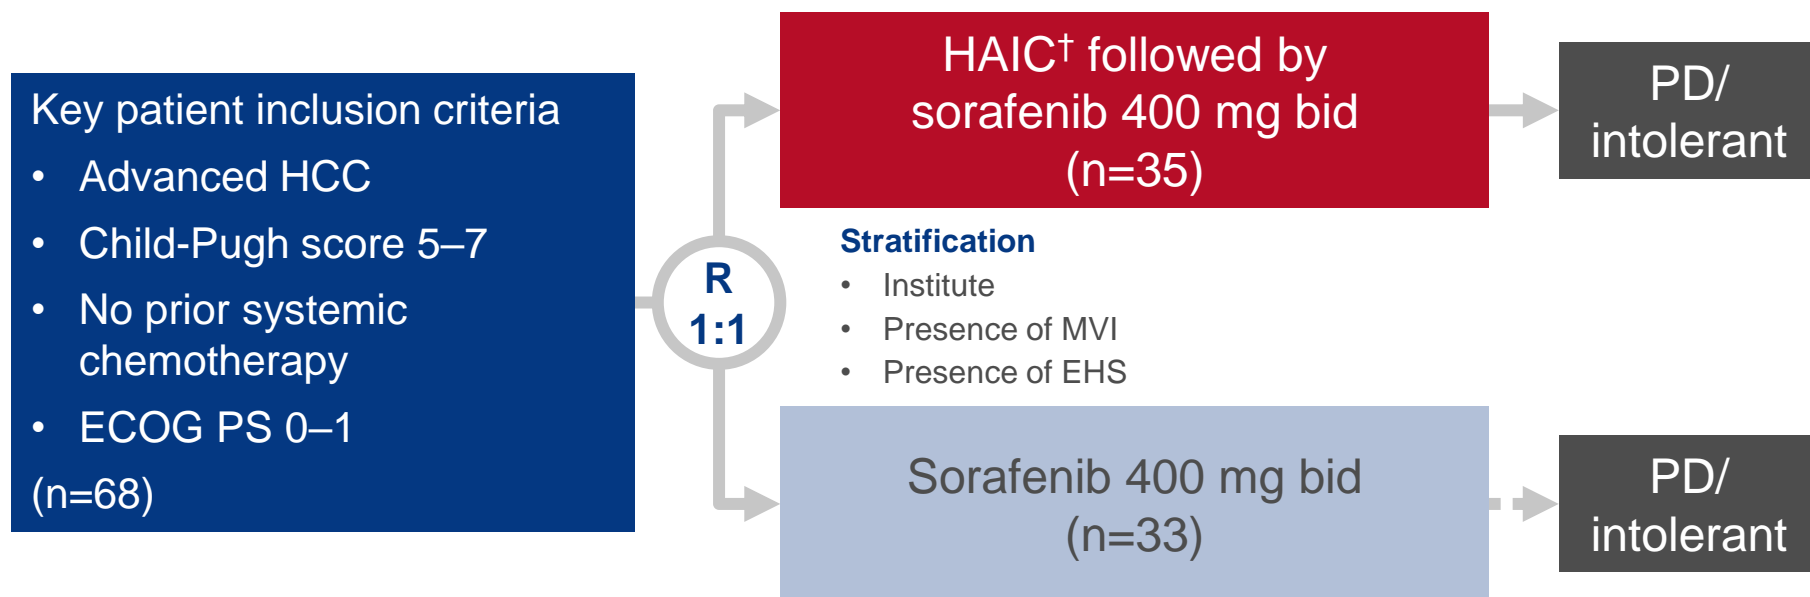 Key patient inclusion criteria
• Advanced HCC
• Child-Pugh score 5–7
• No prior systemic
chemotherapy
• ECOG PS 0–1
(n=68)
R
1:1
HAIC† followed by
sorafenib 400 mg bid
(n=35)
PD/
intolerant
Stratification
• Institute
• Presence of MVI
• Presence of EHS
Sorafenib 400 mg bid
(n=33)
PD/
intolerant